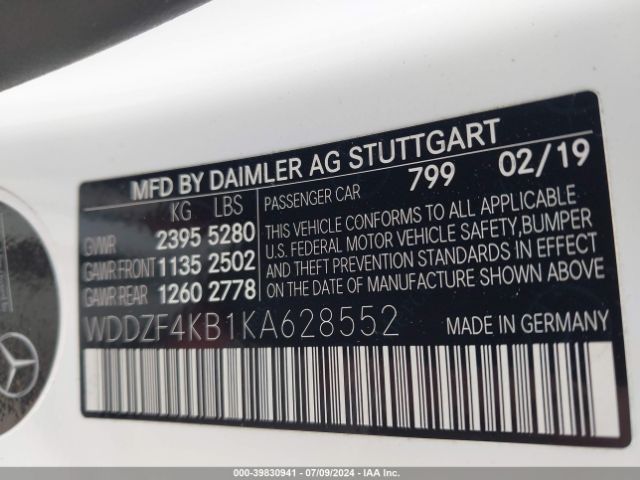 MFD BY DAIMLER AG STUTTGART
KG LBS
GVWR 2395 5280
GAWR FRONT 1135 2502
GAWR REAR 1260 2778
PASSENGER CAR 799 02/19
THIS VEHICLE CONFORMS TO ALL APPLICABLE
U.S. FEDERAL MOTOR VEHICLE SAFETY, BUMPER
AND THEFT PREVENTION STANDARDS IN EFFECT
ON THE DATE OF MANUFACTURE SHOWN ABOVE.
WDDZF4KB1KA628552 MADE IN GERMANY
000-39830941 / 07/09/2024 / IAAI.COM